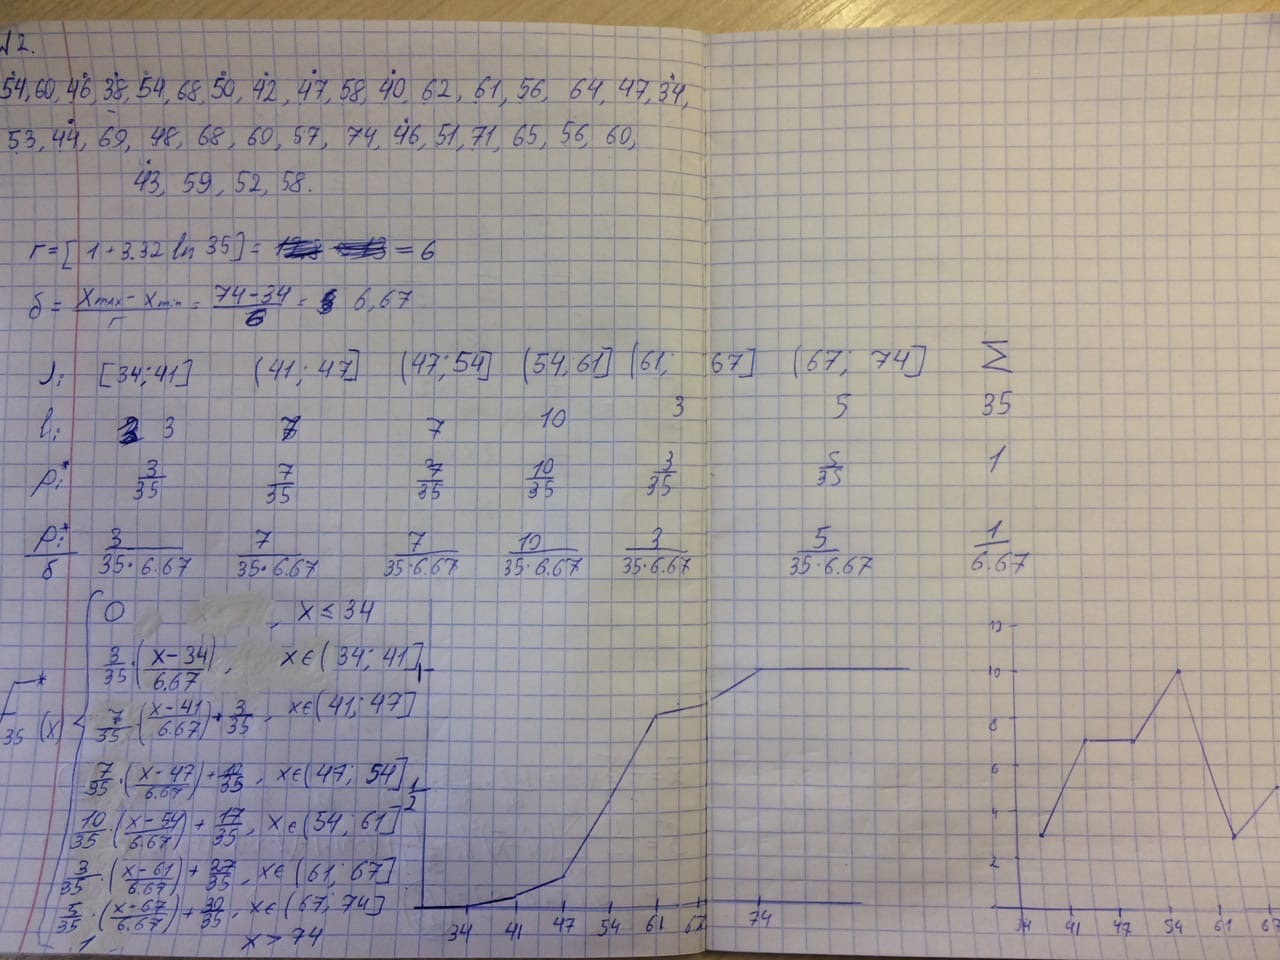 №2.
54, 60, 46, 38, 54, 68, 50, 42, 47, 58, 40, 62, 61, 56, 64, 47, 34,
53, 44, 69, 48, 68, 60, 57, 74, 46, 51, 71, 65, 56, 60,
43, 59, 52, 58.
r = [1 + 3.32 ln 35] = = 6
δ = (Xmax - Xmin)/r = (74-34)/6 = 6,67
Ji [34; 41] (41; 47] (47; 54] (54, 61] (61; 67] (67; 74] Σ
li 3 7 7 10 3 5 35
pi* 3/35 7/35 7/35 10/35 3/35 5/35 1
pi*/δ 3/(35·6.67) 7/(35·6.67) 7/(35·6.67) 10/(35·6.67) 3/(35·6.67) 5/(35·6.67) 1/6.67
F*35 (x)
0 , x ≤ 34
3/35 · (x-34/6.67), x∈(34; 41]
7/35 · (x-41/6.67) + 3/35, x∈(41; 47]
7/35 · (x-47/6.67) + 10/35, x∈(47; 54]
10/35 · (x-54/6.67) + 17/35, x∈(54; 61]
3/35 · (x-61/6.67) + 27/35, x∈(61; 67]
5/35 · (x-67/6.67) + 30/35, x∈(67; 74]
1 x > 74
1
1/2
34 41 47 54 61 67 74
12
10
8
6
4
2
34 41 47 54 61 67